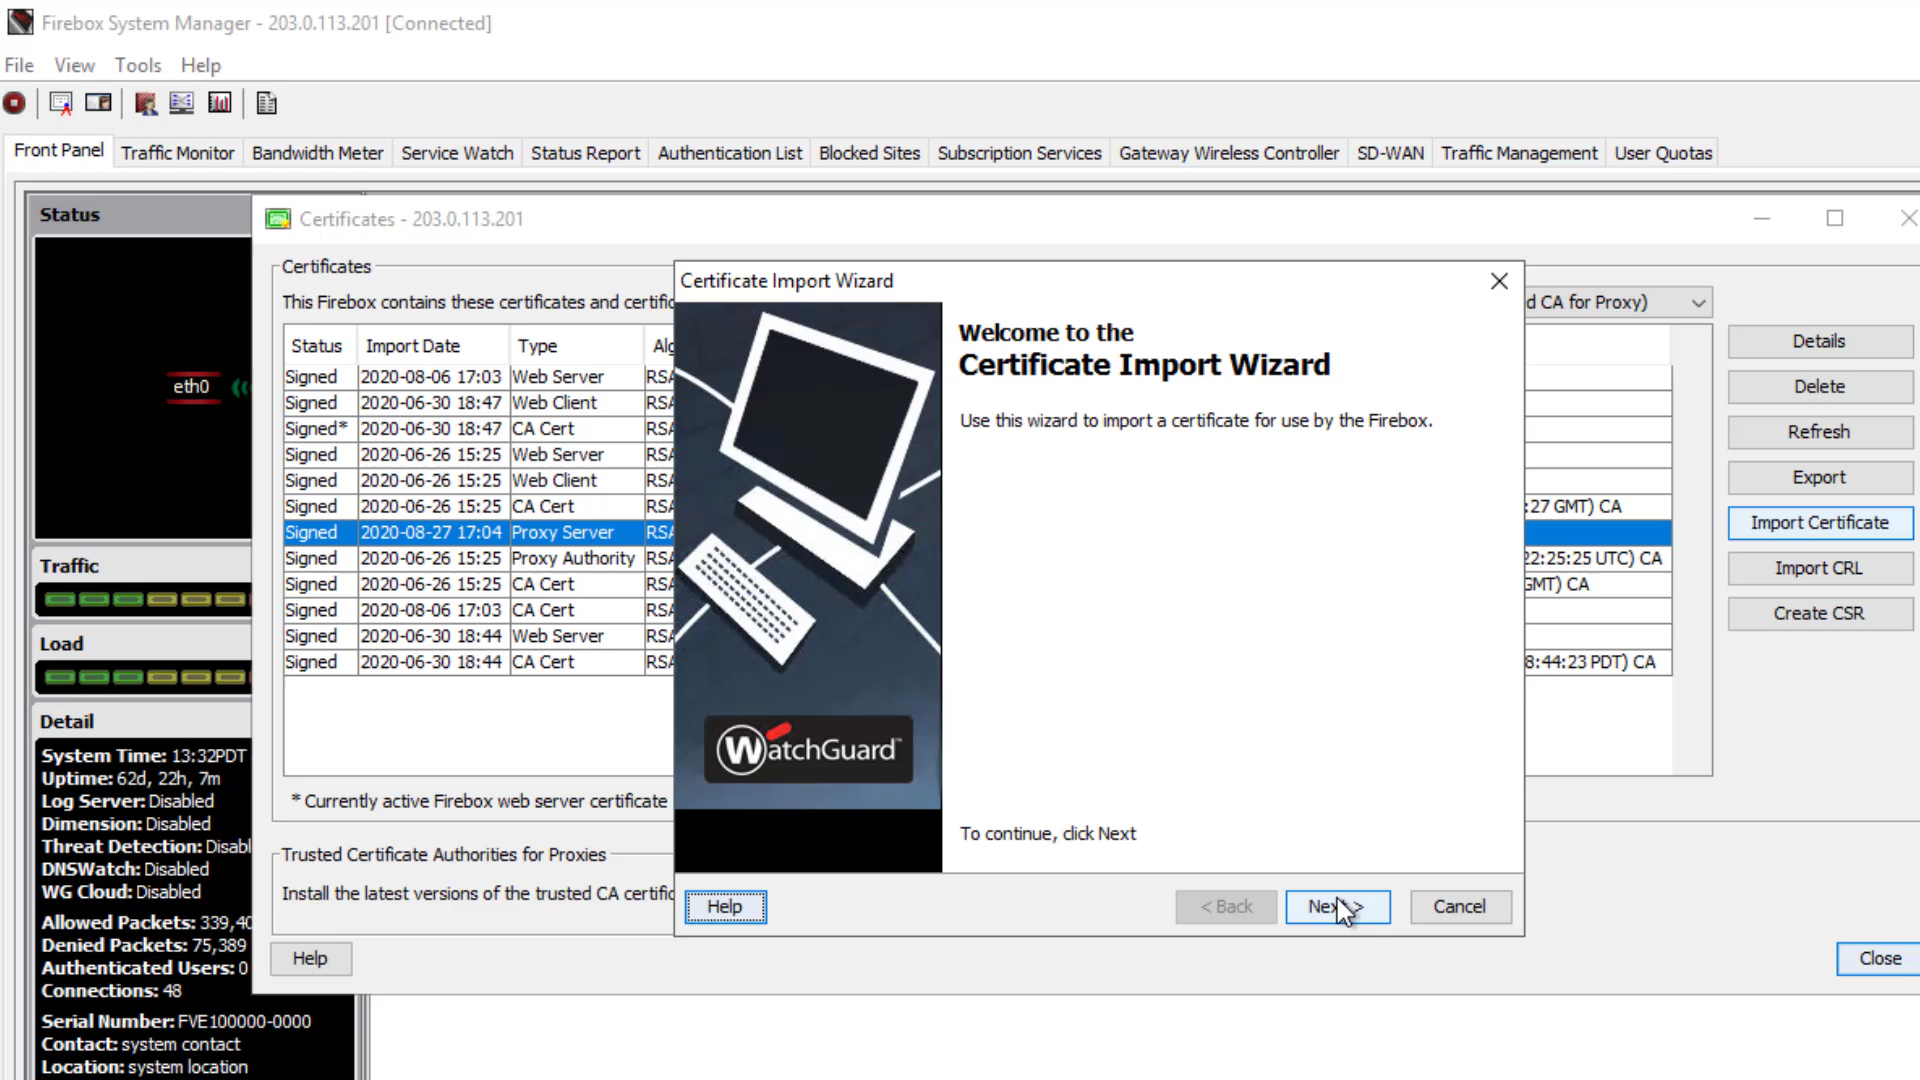 Firebox System Manager - 203.0.113.201 [Connected]
File View Tools Help
Front Panel Traffic Monitor Bandwidth Meter Service Watch Status Report Authentication List Blocked Sites Subscription Services Gateway Wireless Controller SD-WAN Traffic Management User Quotas
Status
eth0
Traffic
Load
Detail
System Time: 13:32PDT
Uptime: 62d, 22h, 7m
Log Server: Disabled
Dimension: Disabled
Threat Detection: Disabl
DNSWatch: Disabled
WG Cloud: Disabled
Allowed Packets: 339,40
Denied Packets: 75,389
Authenticated Users: 0
Connections: 48
Serial Number: FVE100000-0000
Contact: system contact
Location: system location
Certificates - 203.0.113.201
Certificates
This Firebox contains these certificates and certific
d CA for Proxy)
Status Import Date Type Alg
Signed 2020-08-06 17:03 Web Server RSA
Signed 2020-06-30 18:47 Web Client RSA
Signed* 2020-06-30 18:47 CA Cert RSA
Signed 2020-06-26 15:25 Web Server RSA
Signed 2020-06-26 15:25 Web Client RSA
Signed 2020-06-26 15:25 CA Cert RSA :27 GMT) CA
Signed 2020-08-27 17:04 Proxy Server RSA
Signed 2020-06-26 15:25 Proxy Authority RSA 22:25:25 UTC) CA
Signed 2020-06-26 15:25 CA Cert RSA GMT) CA
Signed 2020-08-06 17:03 CA Cert RSA
Signed 2020-06-30 18:44 Web Server RSA
Signed 2020-06-30 18:44 CA Cert RSA 8:44:23 PDT) CA
* Currently active Firebox web server certificate
Trusted Certificate Authorities for Proxies
Install the latest versions of the trusted CA certific
Help
Details
Delete
Refresh
Export
Import Certificate
Import CRL
Create CSR
Close
Certificate Import Wizard
Welcome to the
Certificate Import Wizard
Use this wizard to import a certificate for use by the Firebox.
WatchGuard™
To continue, click Next
Help < Back Next > Cancel